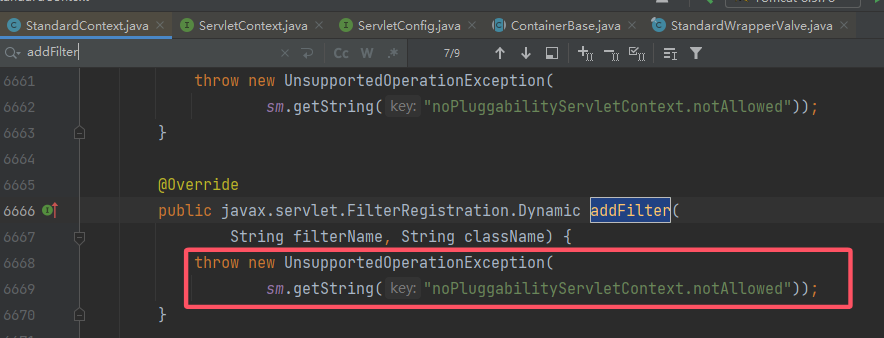 StandardContext.java × ServletContext.java × ServletConfig.java × ContainerBase.java × StandardWrapperValve.java ×
addFilter × Cc W .* 7/9
6661 throw new UnsupportedOperationException(
6662 sm.getString( key: "noPluggabilityServletContext.notAllowed"));
6663 }
6664
6665 @Override
6666 public javax.servlet.FilterRegistration.Dynamic addFilter(
6667 String filterName, String className) {
6668 throw new UnsupportedOperationException(
6669 sm.getString( key: "noPluggabilityServletContext.notAllowed"));
6670 }